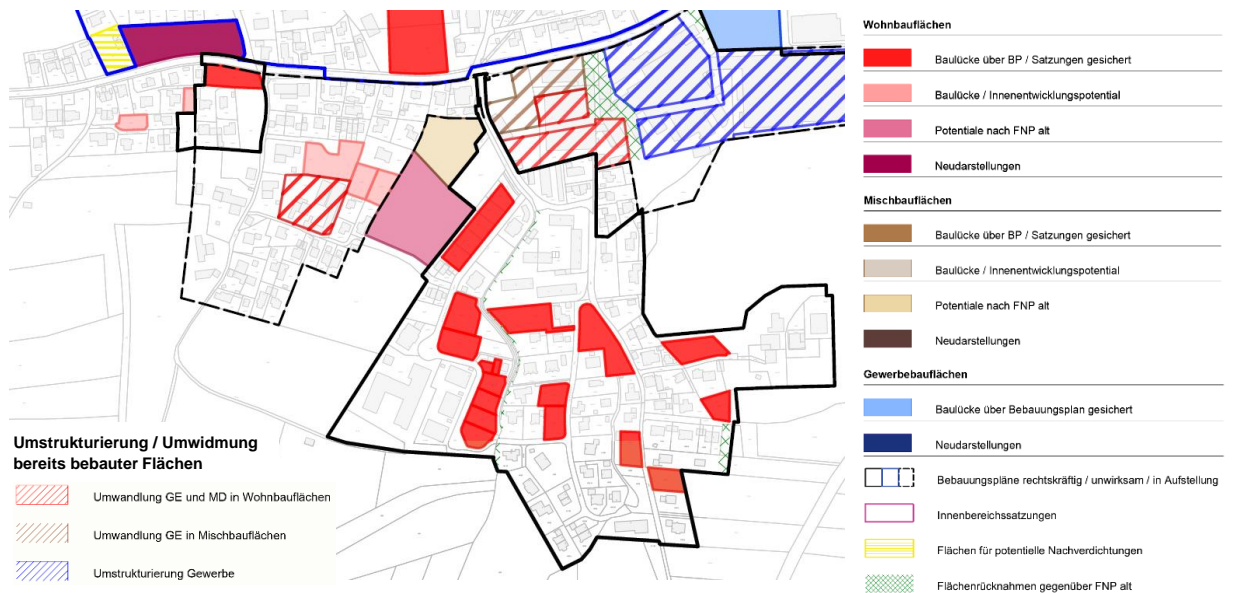 Wohnbauflächen
Baulücke über BP / Satzungen gesichert
Baulücke / Innenentwicklungspotential
Potentiale nach FNP alt
Neudarstellungen
Mischbauflächen
Baulücke über BP / Satzungen gesichert
Baulücke / Innenentwicklungspotential
Potentiale nach FNP alt
Neudarstellungen
Gewerbebauflächen
Baulücke über Bebauungsplan gesichert
Neudarstellungen
Bebauungspläne rechtskräftig / unwirksam / in Aufstellung
Innenbereichssatzungen
Flächen für potentielle Nachverdichtungen
Flächenrücknahmen gegenüber FNP alt
Umstrukturierung / Umwidmung
bereits bebauter Flächen
Umwandlung GE und MD in Wohnbauflächen
Umwandlung GE in Mischbauflächen
Umstrukturierung Gewerbe